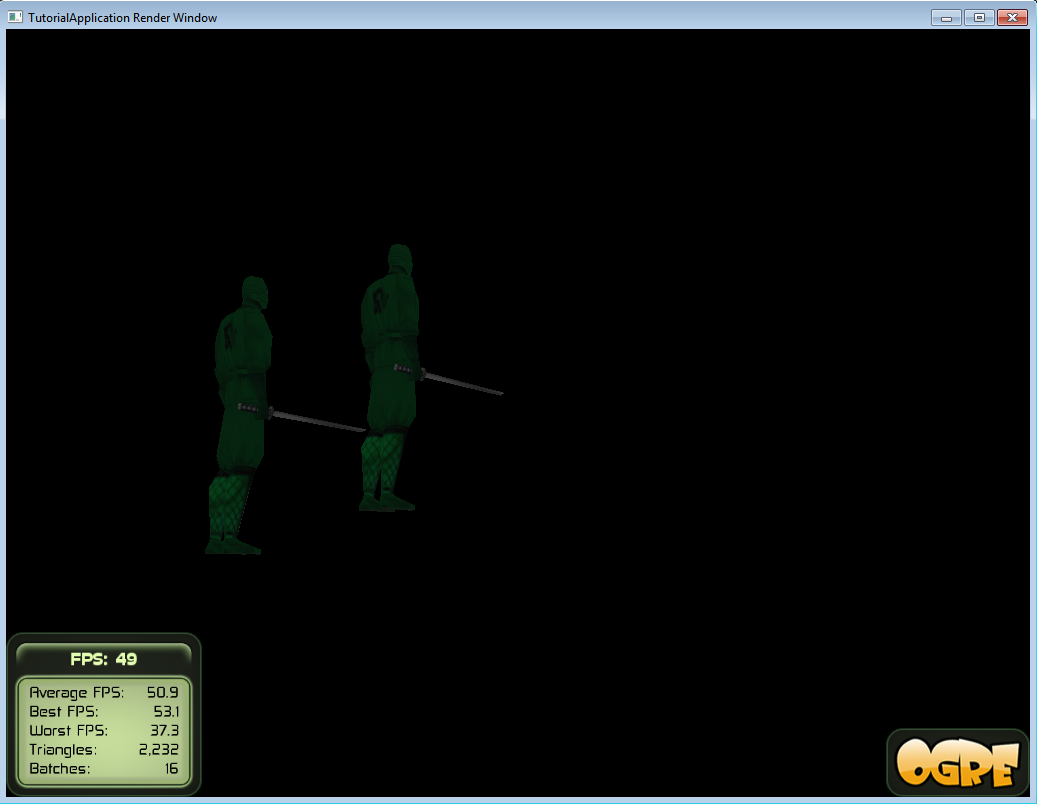 TutorialApplication Render Window
FPS: 49
Average FPS: 50.9
Best FPS: 53.1
Worst FPS: 37.3
Triangles: 2,232
Batches: 16
OGRE